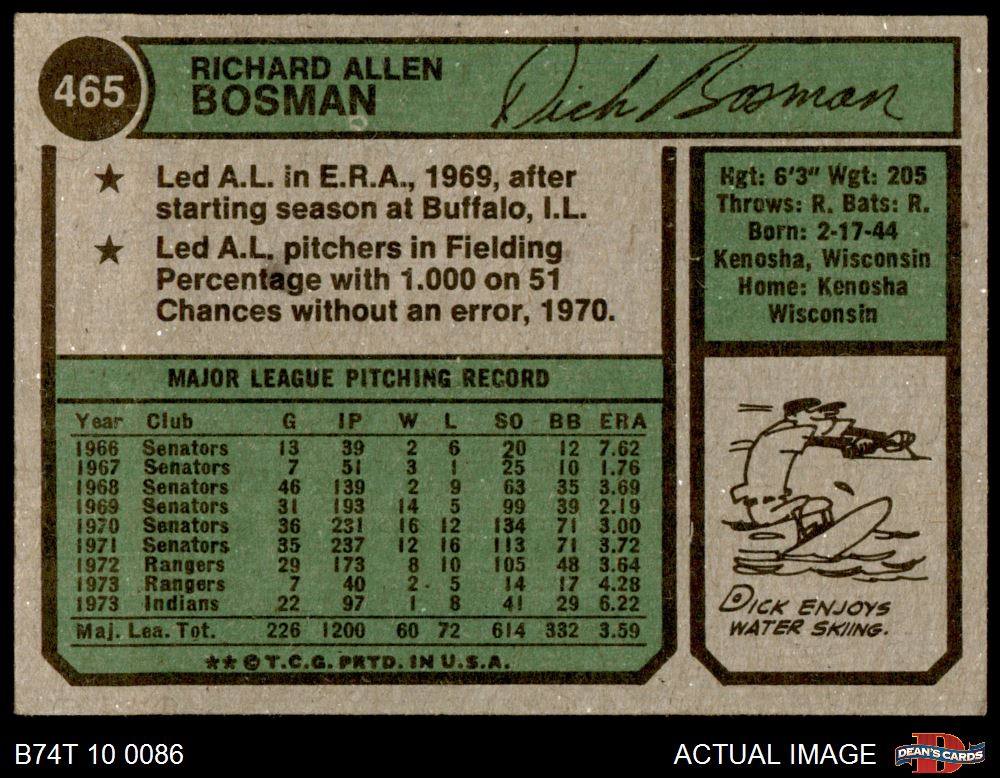 465
RICHARD ALLEN
BOSMAN
Dick Bosman
★ Led A.L. in E.R.A., 1969, after
starting season at Buffalo, I.L.
★ Led A.L. pitchers in Fielding
Percentage with 1.000 on 51
Chances without an error, 1970.
Hgt: 6'3" Wgt: 205
Throws: R. Bats: R.
Born: 2-17-44
Kenosha, Wisconsin
Home: Kenosha
Wisconsin
MAJOR LEAGUE PITCHING RECORD
Year Club G IP W L SO BB ERA
1966 Senators 13 39 2 6 20 12 7.62
1967 Senators 7 51 3 1 25 10 1.76
1968 Senators 46 139 2 9 63 35 3.69
1969 Senators 31 193 14 5 99 39 2.19
1970 Senators 36 231 16 12 134 71 3.00
1971 Senators 35 237 12 16 113 71 3.72
1972 Rangers 29 173 8 10 105 48 3.64
1973 Rangers 7 40 2 5 14 17 4.28
1973 Indians 22 97 1 8 41 29 6.22
Maj. Lea. Tot. 226 1200 60 72 614 332 3.59
** © T.C.G. PRTD. IN U.S.A.
DICK ENJOYS
WATER SKIING.
B74T 10 0086
ACTUAL IMAGE
D
DEAN'S CARDS